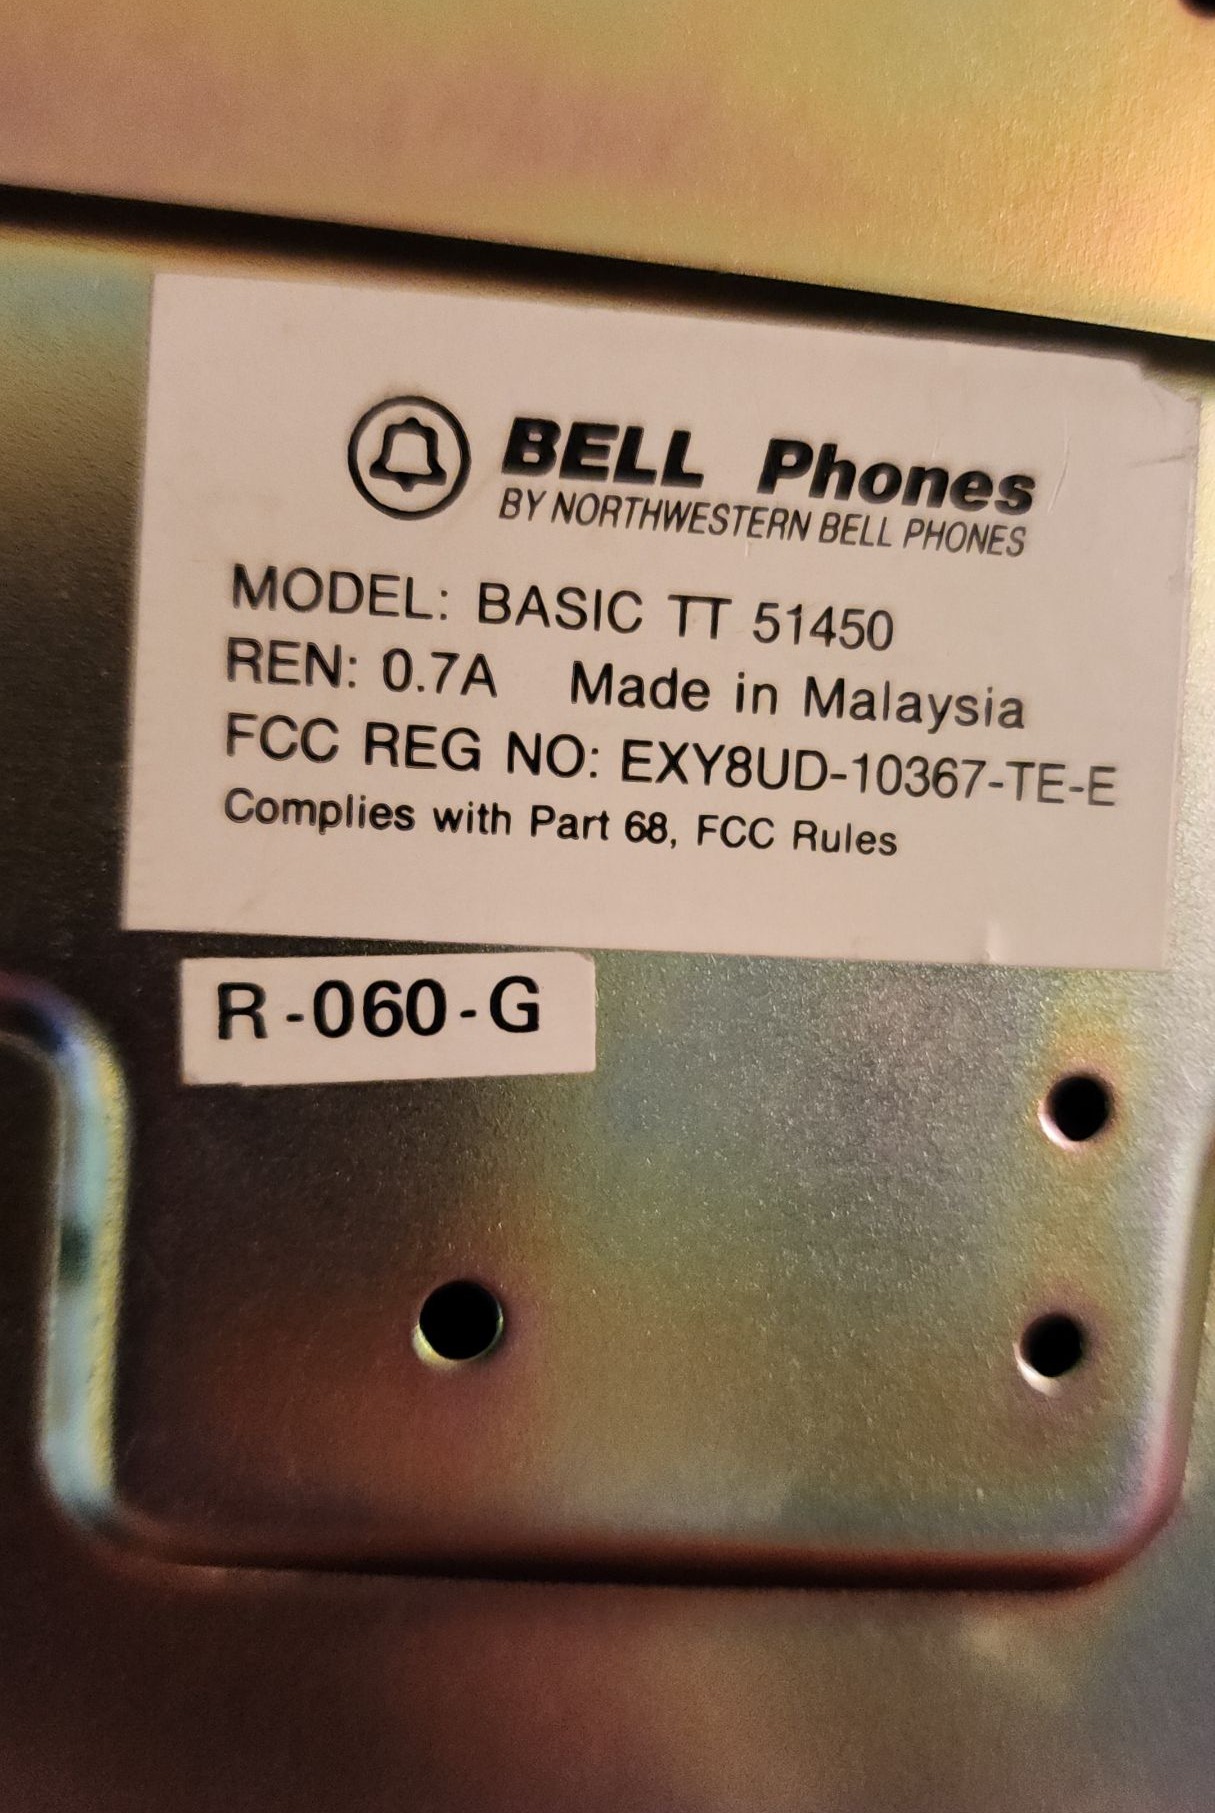 BELL Phones
BY NORTHWESTERN BELL PHONES
MODEL: BASIC TT 51450
REN: 0.7A Made in Malaysia
FCC REG NO: EXY8UD-10367-TE-E
Complies with Part 68, FCC Rules
R-060-G